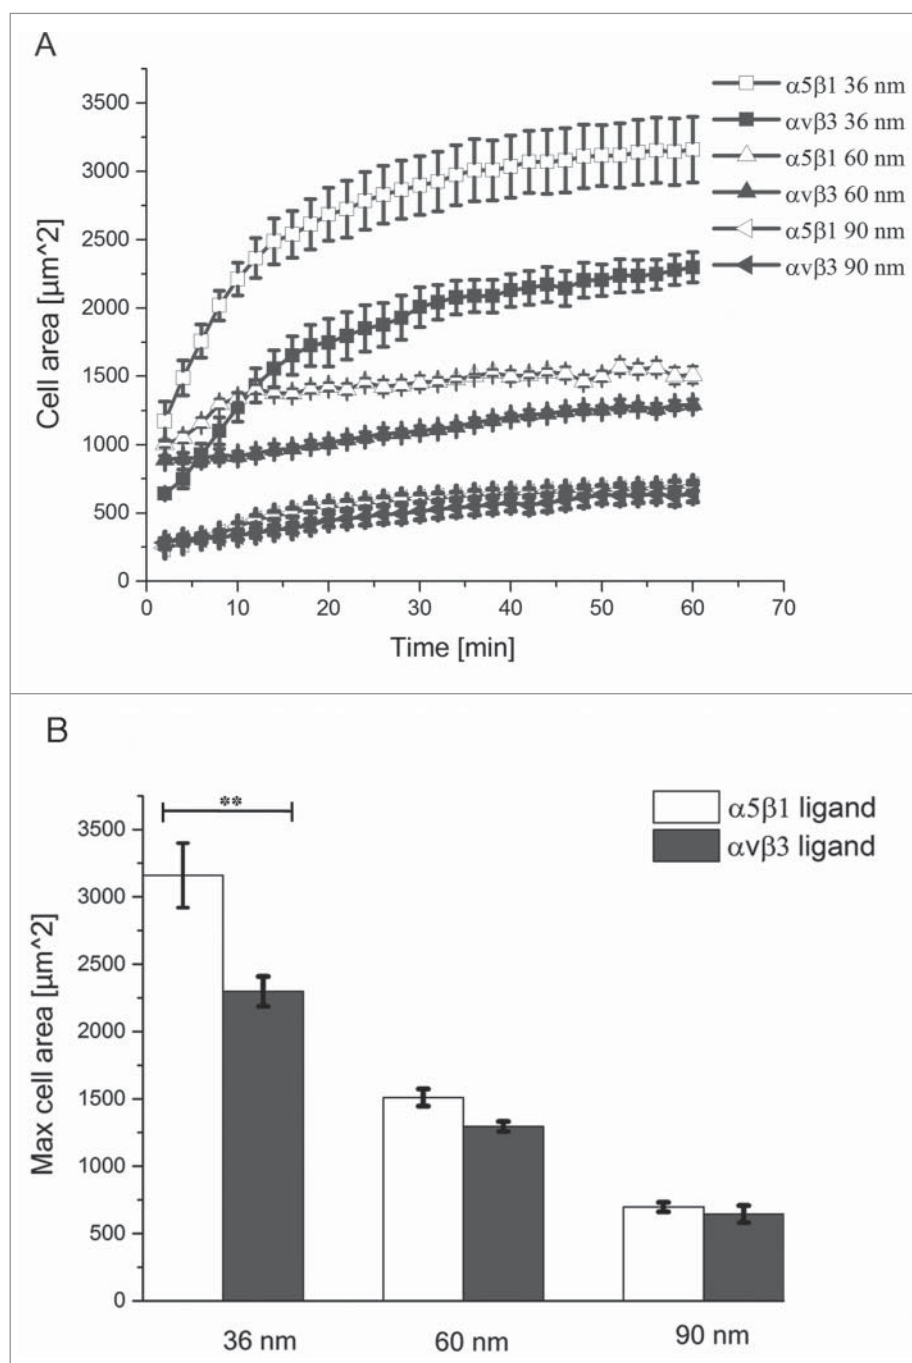 A
3500
3000
2500
2000
1500
1000
500
0
Cell area [µm^2]
0 10 20 30 40 50 60 70
Time [min]
α5β1 36 nm
αvβ3 36 nm
α5β1 60 nm
αvβ3 60 nm
α5β1 90 nm
αvβ3 90 nm
B
**
3500
3000
2500
2000
1500
1000
500
0
Max cell area [µm^2]
α5β1 ligand
αvβ3 ligand
36 nm 60 nm 90 nm